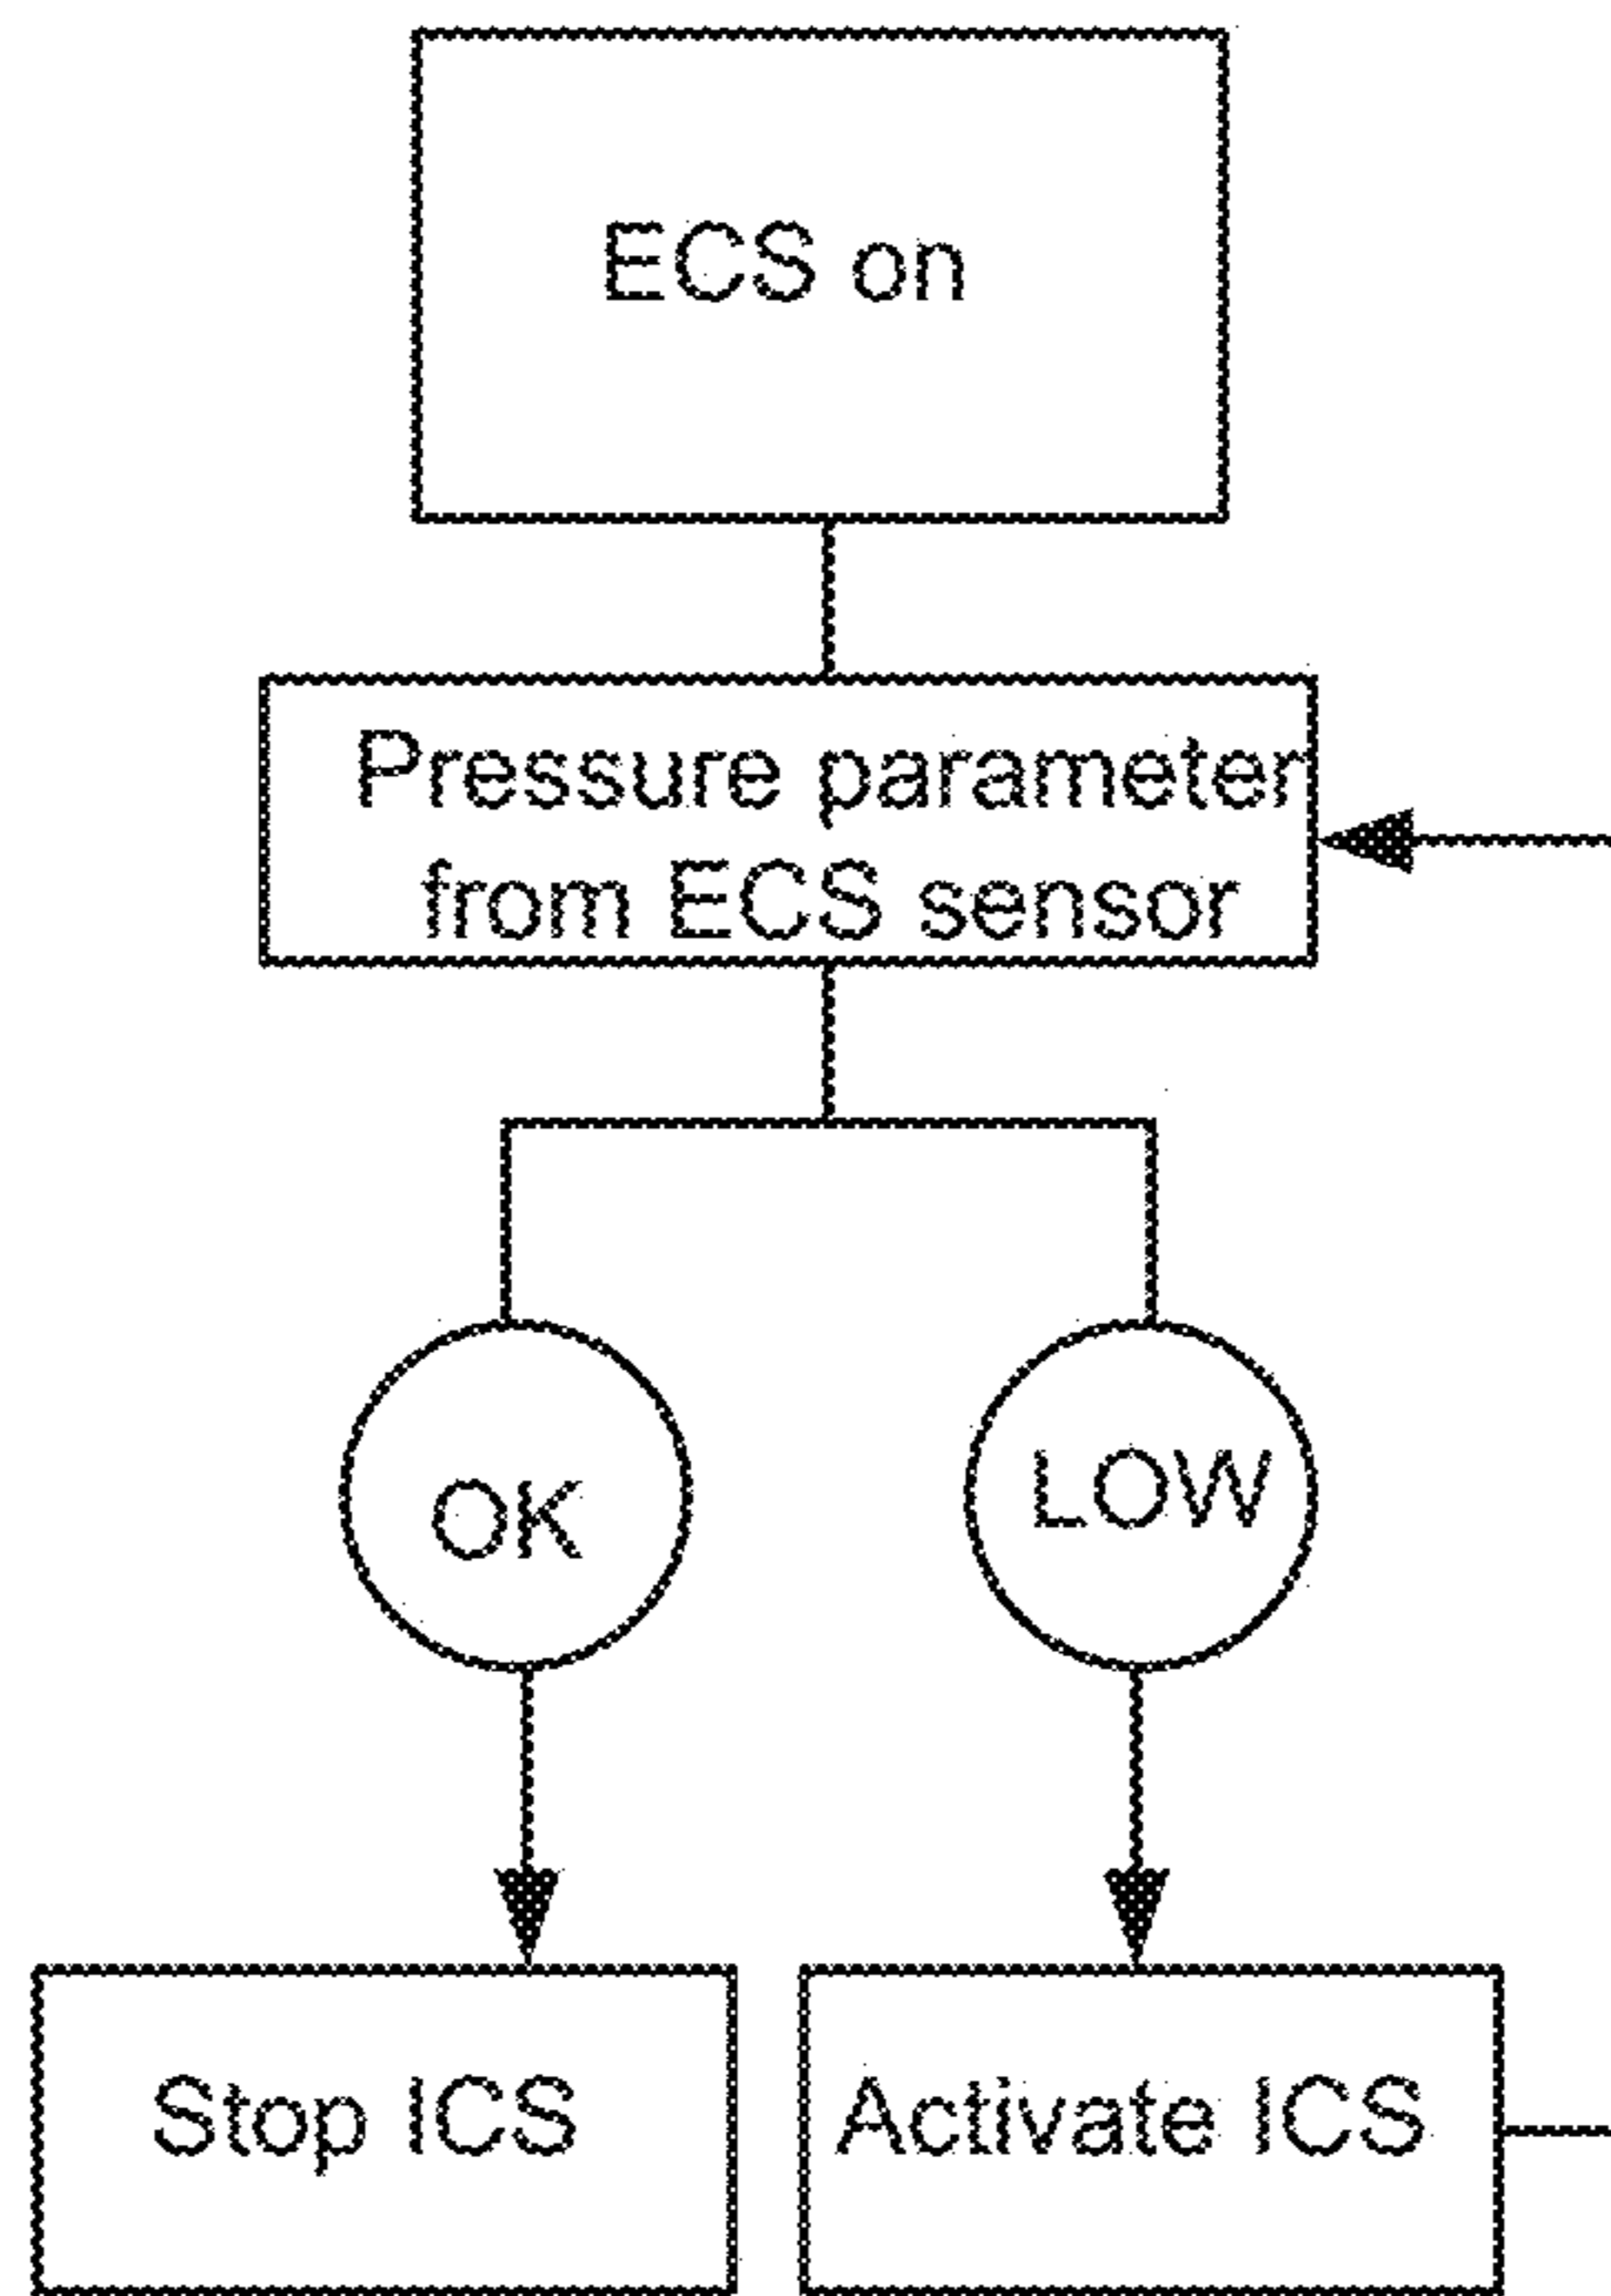 ECS on
Pressure parameter
from ECS sensor
OK
LOW
Stop ICS
Activate ICS